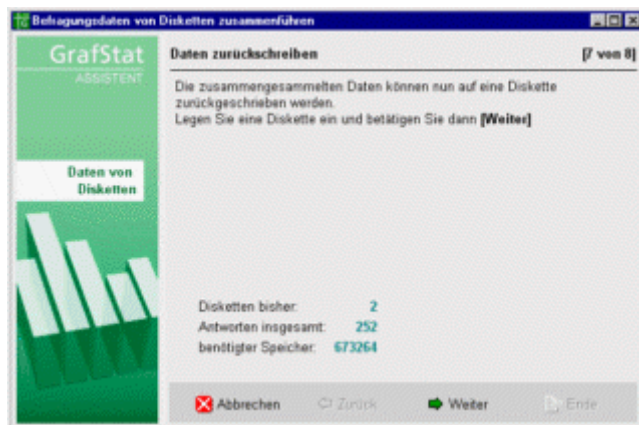 Befragungsdaten von Disketten zusammenführen
GrafStat
ASSISTENT
Daten von
Disketten
Daten zurückschreiben [7 von 8]
Die zusammengesammelten Daten können nun auf eine Diskette
zurückgeschrieben werden.
Legen Sie eine Diskette ein und betätigen Sie dann [Weiter]
Disketten bisher: 2
Antworten insgesamt: 252
benötigter Speicher: 673264
Abbrechen Zurück Weiter Ende